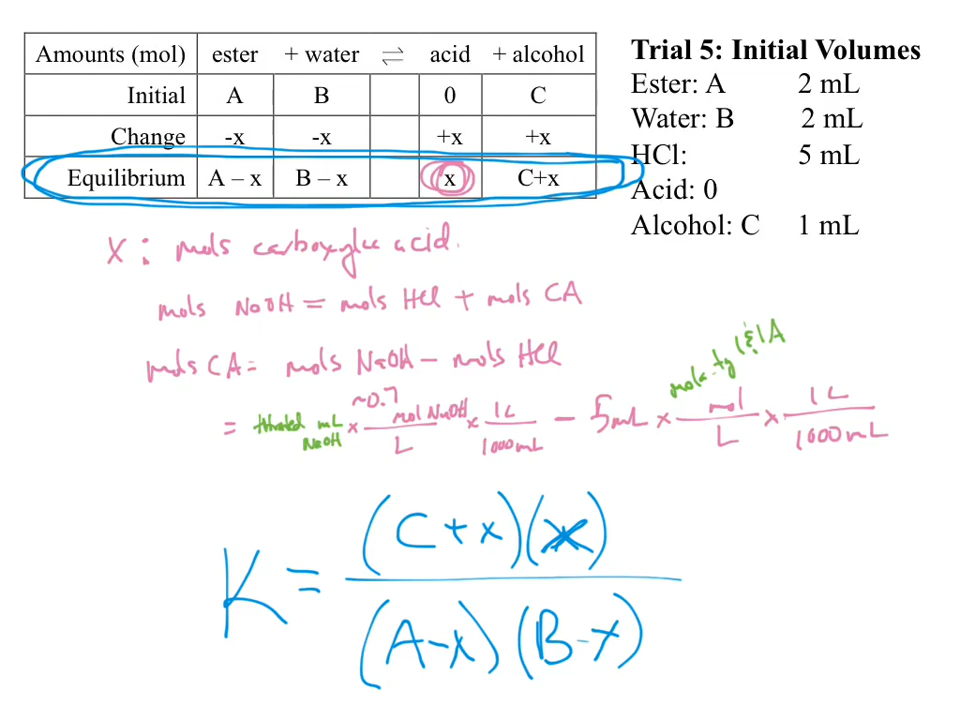 Amounts (mol) ester + water ⇌ acid + alcohol
Initial A B 0 C
Change -x -x +x +x
Equilibrium A – x B – x x C+x
Trial 5: Initial Volumes
Ester: A 2 mL
Water: B 2 mL
HCl: 5 mL
Acid: 0
Alcohol: C 1 mL
X : mols carboxylic acid.
mols NaOH = mols HCl + mols CA
mols CA = mols NaOH – mols HCl
= titrated mL NaOH × ~0.7 mol NaOH / L × 1L / 1000mL – 5mL × mol / L × 1L / 1000mL
K = (C+x)(x) / (A-x)(B-x)